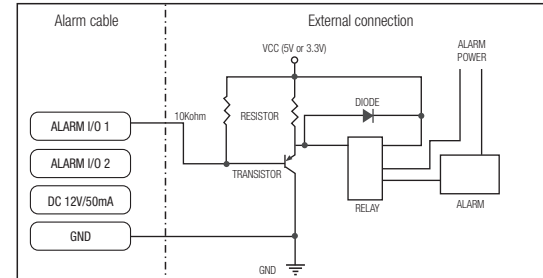 Alarm cable
External connection
VCC (5V or 3.3V)
ALARM
POWER
DIODE
10Kohm
RESISTOR
ALARM I/O 1
ALARM I/O 2
TRANSISTOR
DC 12V/50mA
RELAY
ALARM
GND
GND